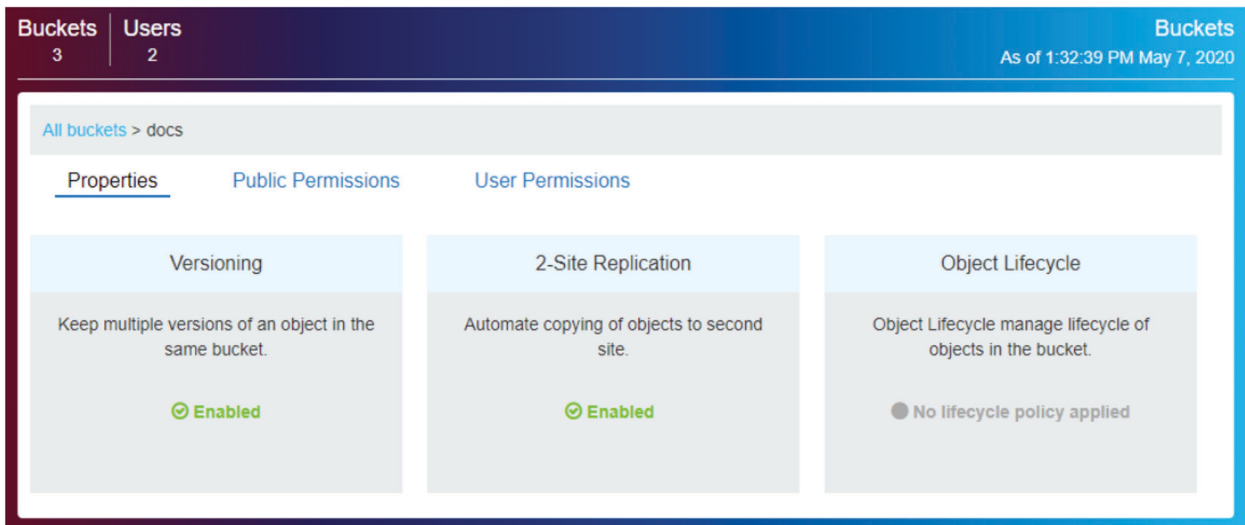 Buckets Users Buckets
3 2 As of 1:32:39 PM May 7, 2020
All buckets > docs
Properties Public Permissions User Permissions
Versioning 2-Site Replication Object Lifecycle
Keep multiple versions of an object in the
same bucket.
Enabled
Automate copying of objects to second
site.
Enabled
Object Lifecycle manage lifecycle of
objects in the bucket.
No lifecycle policy applied